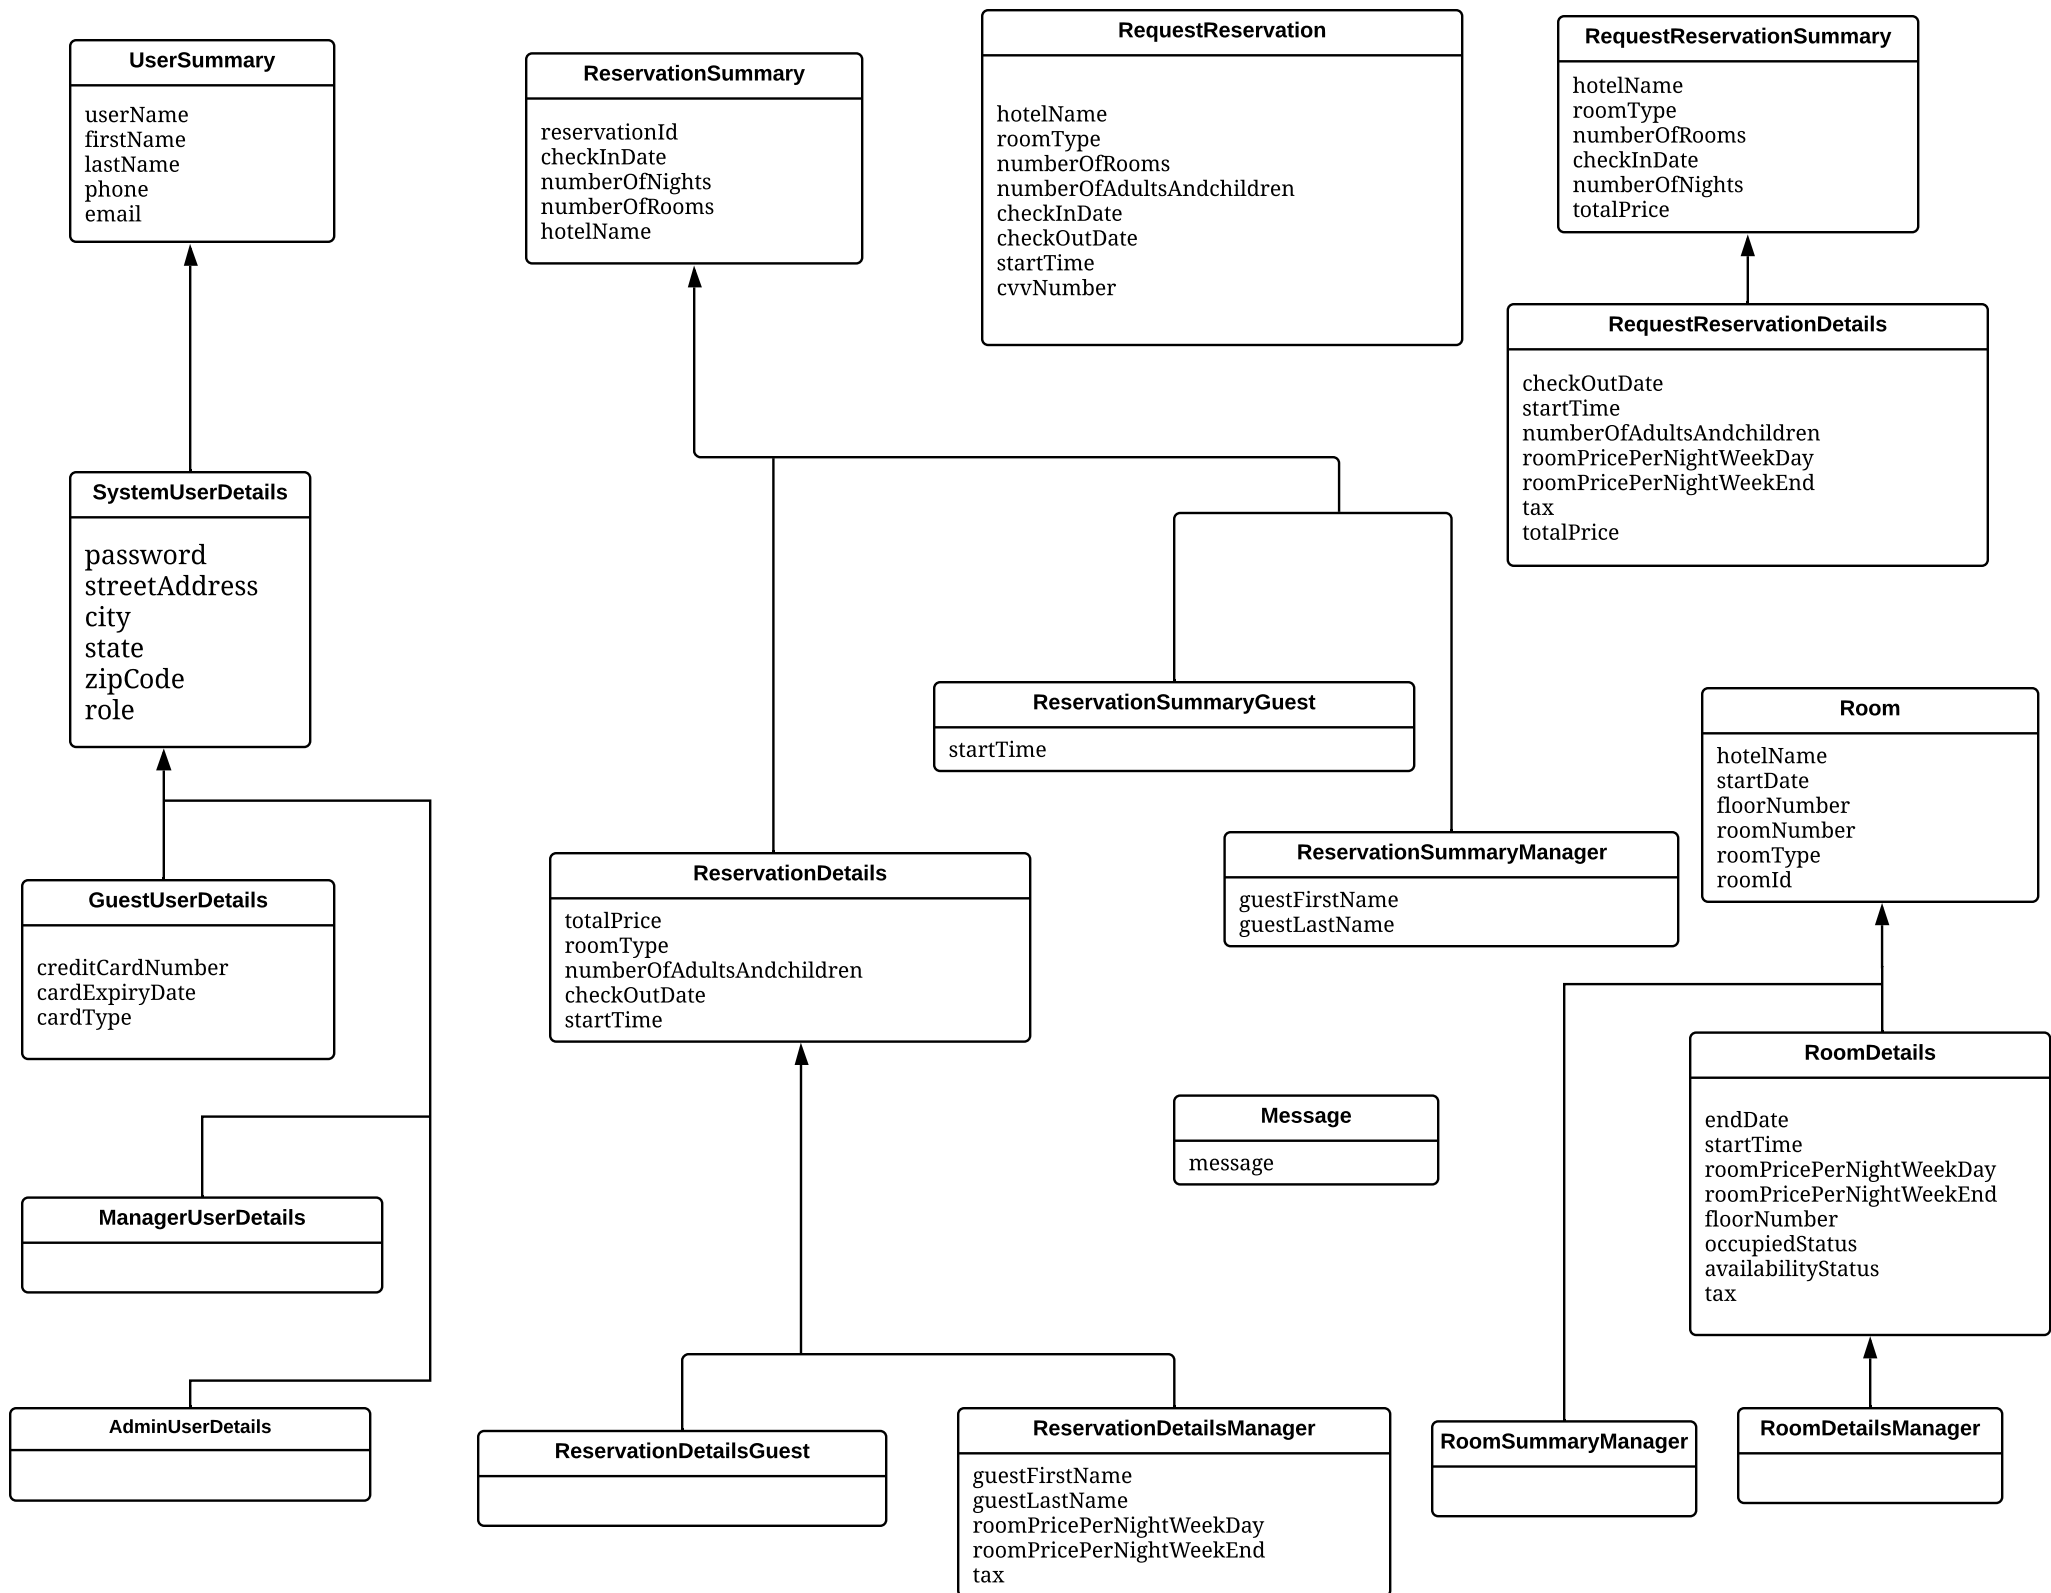 UserSummary
userName
firstName
lastName
phone
email
ReservationSummary
reservationId
checkInDate
numberOfNights
numberOfRooms
hotelName
RequestReservation
hotelName
roomType
numberOfRooms
numberOfAdultsAndchildren
checkInDate
checkOutDate
startTime
cvvNumber
RequestReservationSummary
hotelName
roomType
numberOfRooms
checkInDate
numberOfNights
totalPrice
RequestReservationDetails
checkOutDate
startTime
numberOfAdultsAndchildren
roomPricePerNightWeekDay
roomPricePerNightWeekEnd
tax
totalPrice
SystemUserDetails
password
streetAddress
city
state
zipCode
role
ReservationSummaryGuest
startTime
Room
hotelName
startDate
floorNumber
roomNumber
roomType
roomId
ReservationSummaryManager
guestFirstName
guestLastName
ReservationDetails
totalPrice
roomType
numberOfAdultsAndchildren
checkOutDate
startTime
GuestUserDetails
creditCardNumber
cardExpiryDate
cardType
RoomDetails
endDate
startTime
roomPricePerNightWeekDay
roomPricePerNightWeekEnd
floorNumber
occupiedStatus
availabilityStatus
tax
Message
message
ManagerUserDetails
AdminUserDetails
ReservationDetailsGuest
ReservationDetailsManager
guestFirstName
guestLastName
roomPricePerNightWeekDay
roomPricePerNightWeekEnd
tax
RoomSummaryManager
RoomDetailsManager